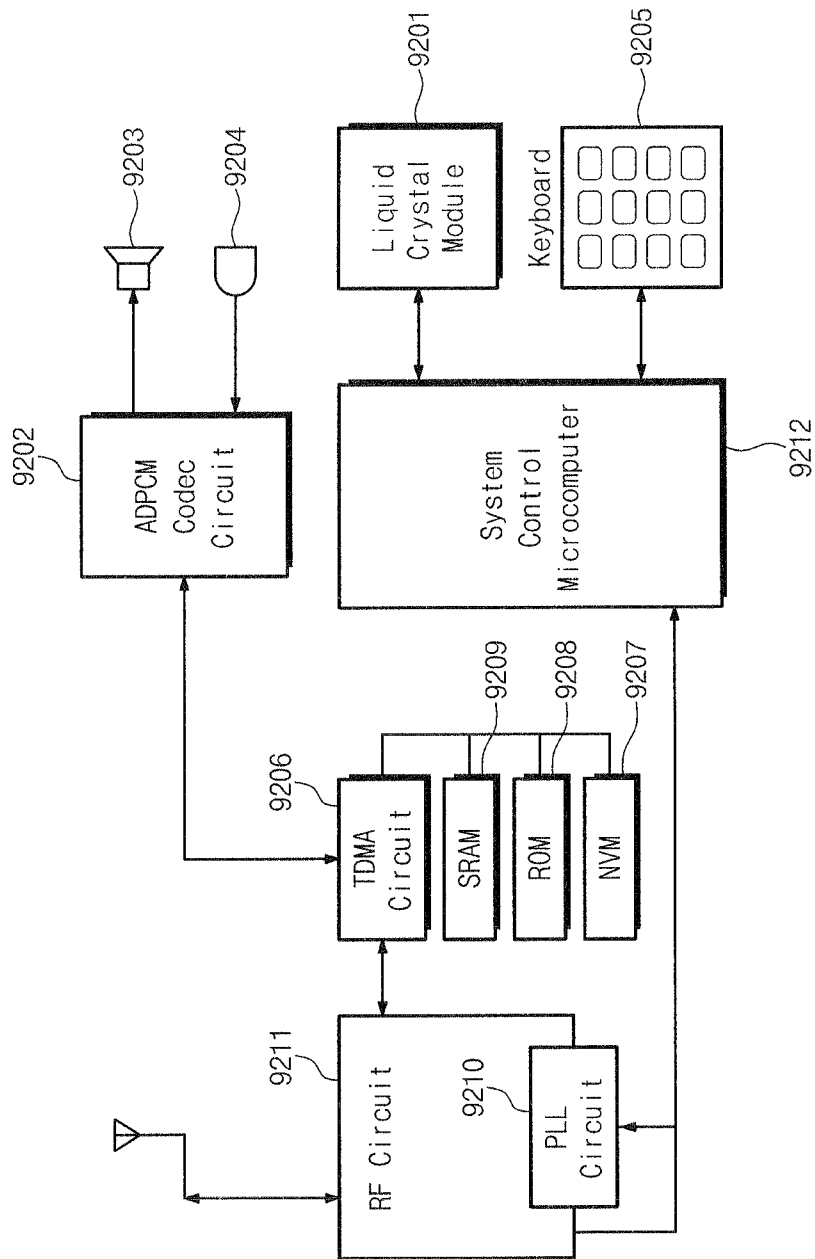 9203
9204
9202
ADPCM
Codec
Circuit
9201
Liquid
Crystal
Module
Keyboard
9205
System
Control
Microcomputer
9212
9206
TDMA
Circuit
SRAM
9209
ROM
9208
NVM
9207
9211
RF Circuit
9210
PLL
Circuit